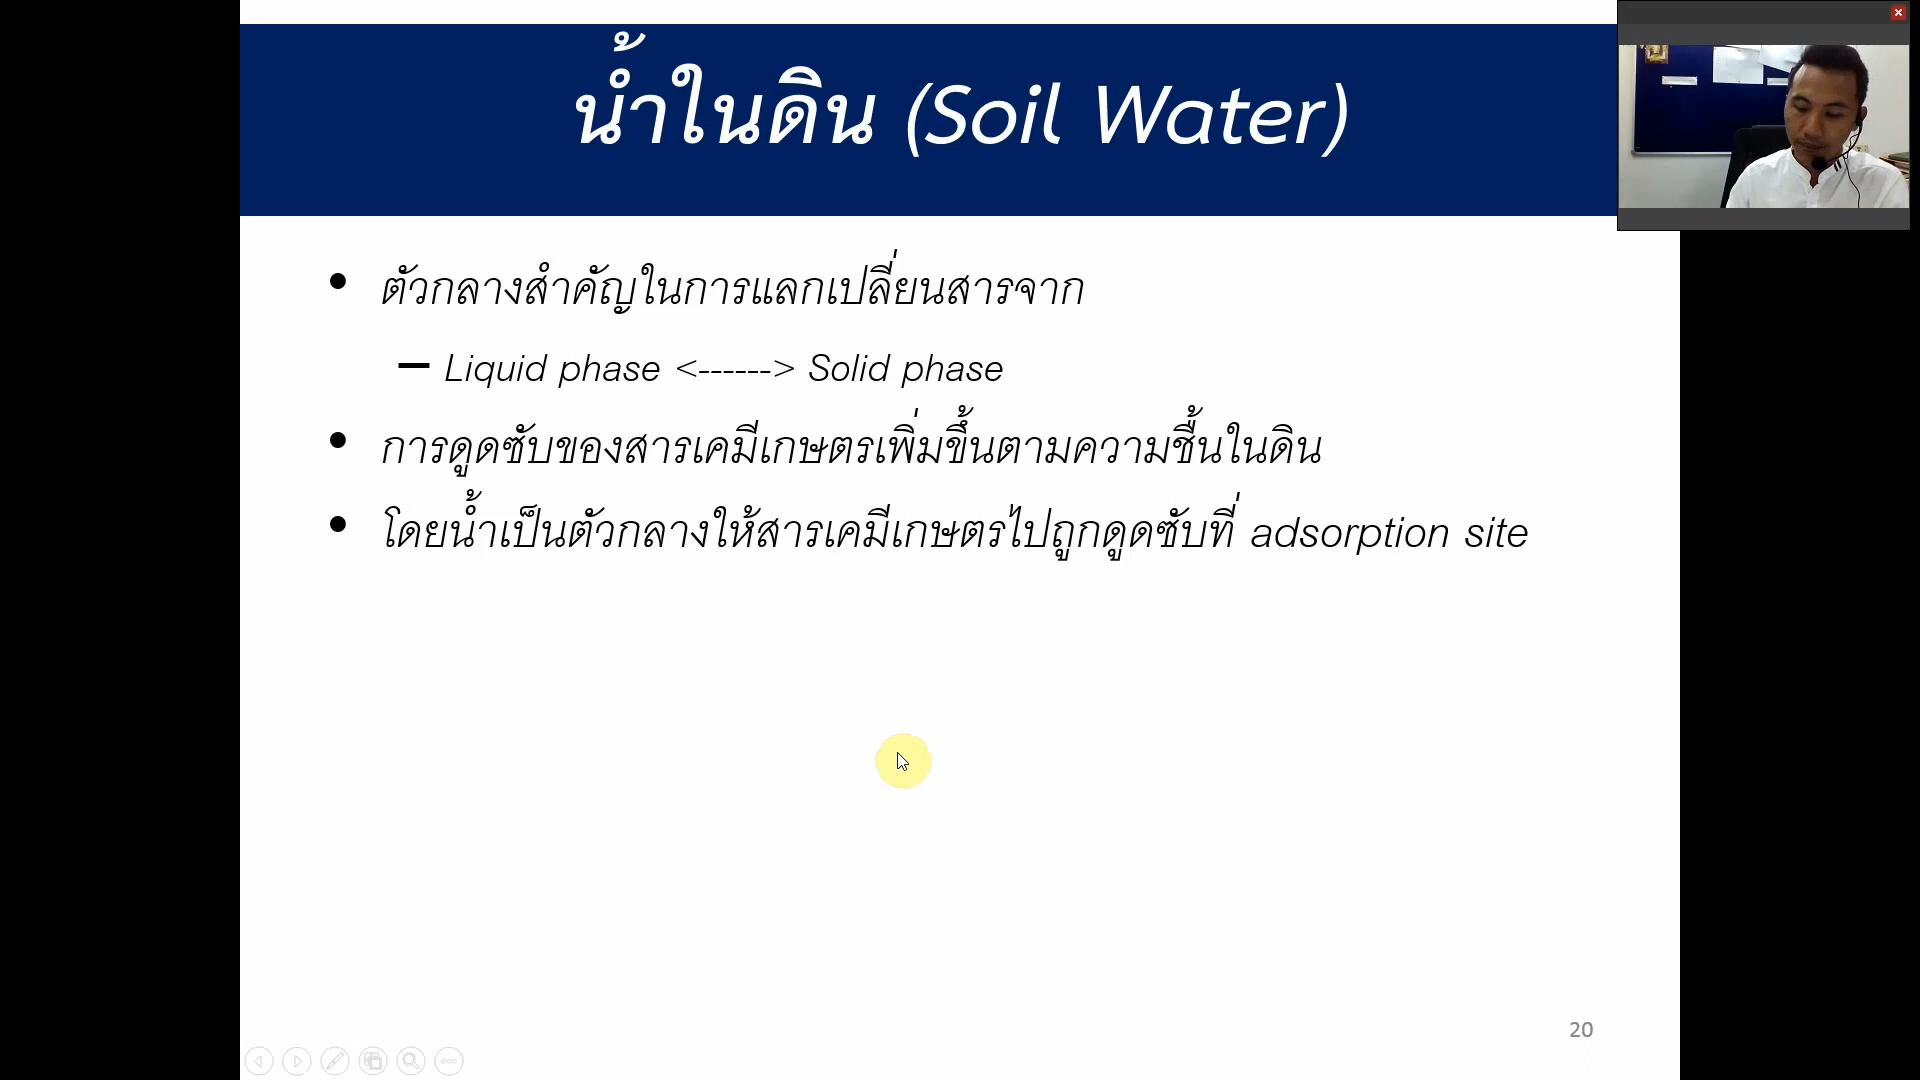 น้ำในดิน (Soil Water)
• ตัวกลางสำคัญในการแลกเปลี่ยนสารจาก
– Liquid phase <------> Solid phase
• การดูดซับของสารเคมีเกษตรเพิ่มขึ้นตามความชื้นในดิน
• โดยน้ำเป็นตัวกลางให้สารเคมีเกษตรไปถูกดูดซับที่ adsorption site
20